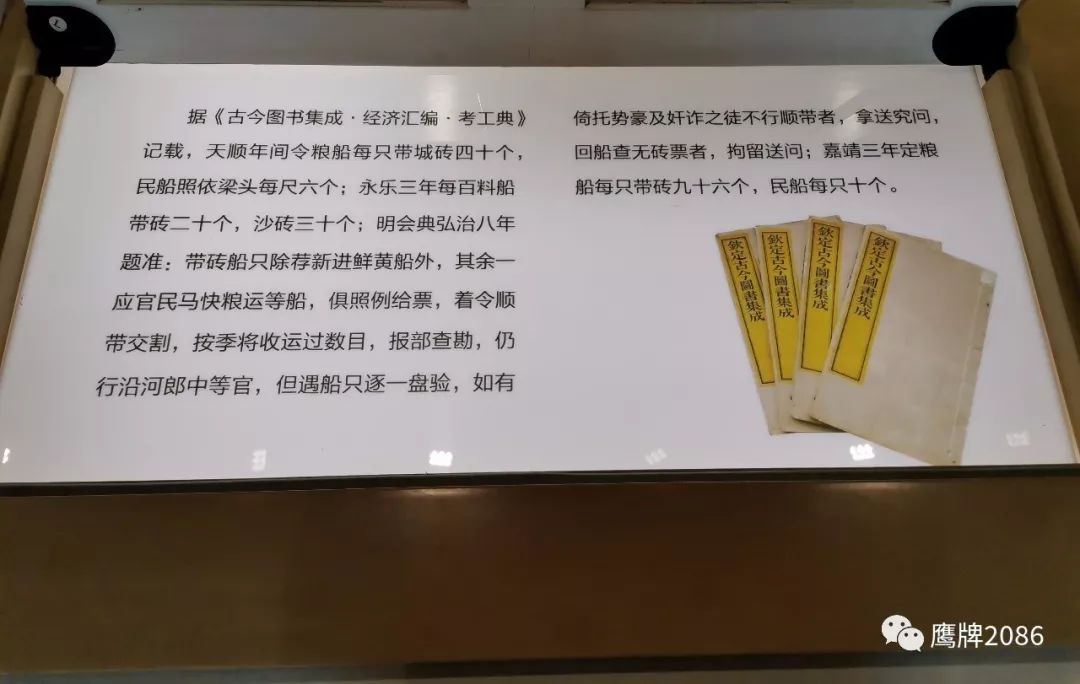 据《古今图书集成·经济汇编·考工典》
记载，天顺年间令粮船每只带城砖四十个，
民船照依梁头每尺六个；永乐三年每百料船
带砖二十个，沙砖三十个；明会典弘治八年
题准：带砖船只除荐新进鲜黄船外，其余一
应官民马快粮运等船，俱照例给票，着令顺
带交割，按季将收运过数目，报部查勘，仍
行沿河郎中等官，但遇船只逐一盘验，如有
倚托势豪及奸诈之徒不行顺带者，拿送究问，
回船查无砖票者，拘留送问；嘉靖三年定粮
船每只带砖九十六个，民船每只十个。
欽定古今圖書集成
欽定古今圖書集成
欽定古今圖書集成
欽定古今圖書集成
鹰牌2086